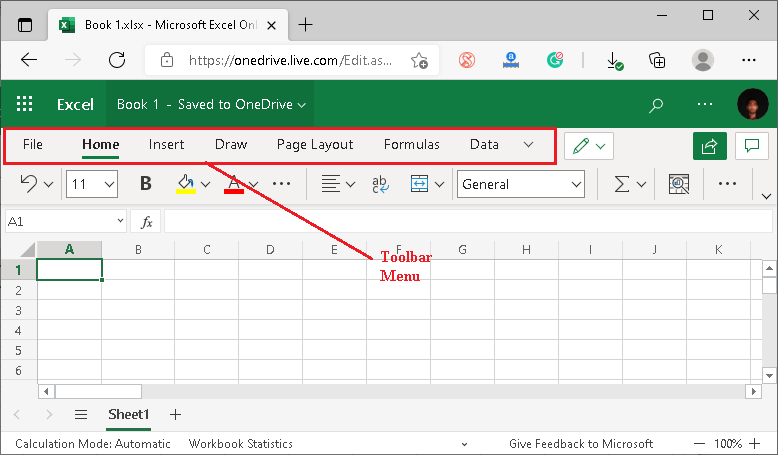 Book 1.xlsx - Microsoft Excel Onl
https://onedrive.live.com/Edit.as...
Excel Book 1 - Saved to OneDrive
File Home Insert Draw Page Layout Formulas Data
11 B A ab c General Σ
A1 fx
A B C D E F G H I J K
1
Toolbar
2
Menu
3
4
5
6
Sheet1 +
Calculation Mode: Automatic Workbook Statistics Give Feedback to Microsoft - 100% +